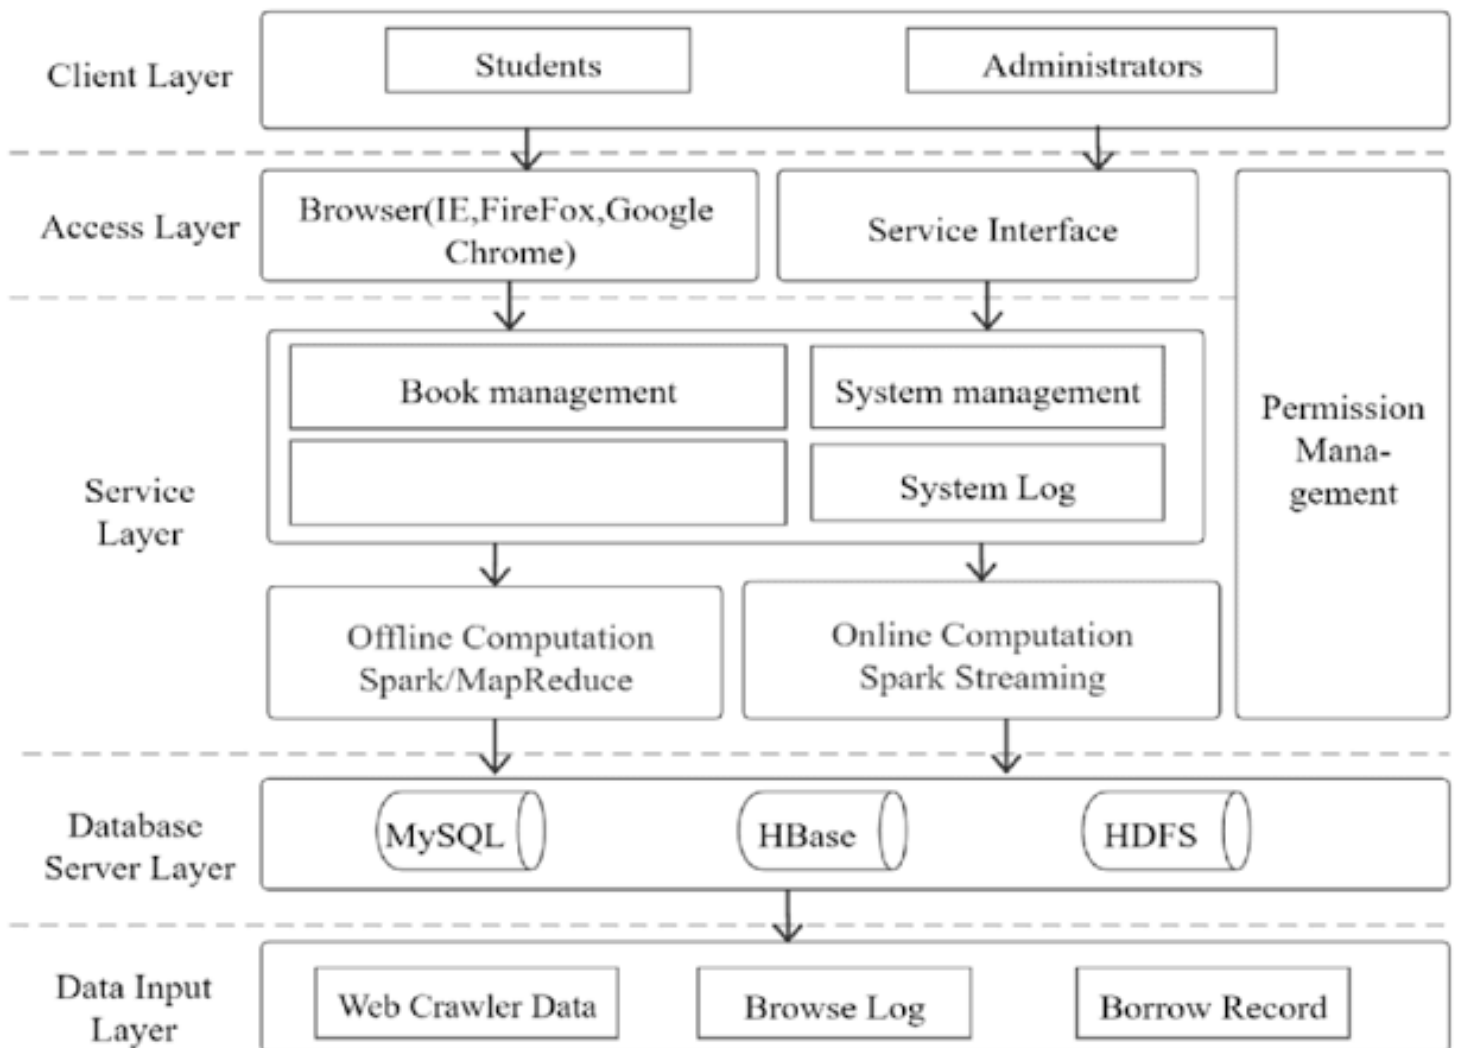 Client Layer
Students
Administrators
Access Layer
Browser(IE,FireFox,Google
Chrome)
Service Interface
Permission
Mana-
gement
Service
Layer
Book management
System management
System Log
Offline Computation
Spark/MapReduce
Online Computation
Spark Streaming
Database
Server Layer
MySQL
HBase
HDFS
Data Input
Layer
Web Crawler Data
Browse Log
Borrow Record